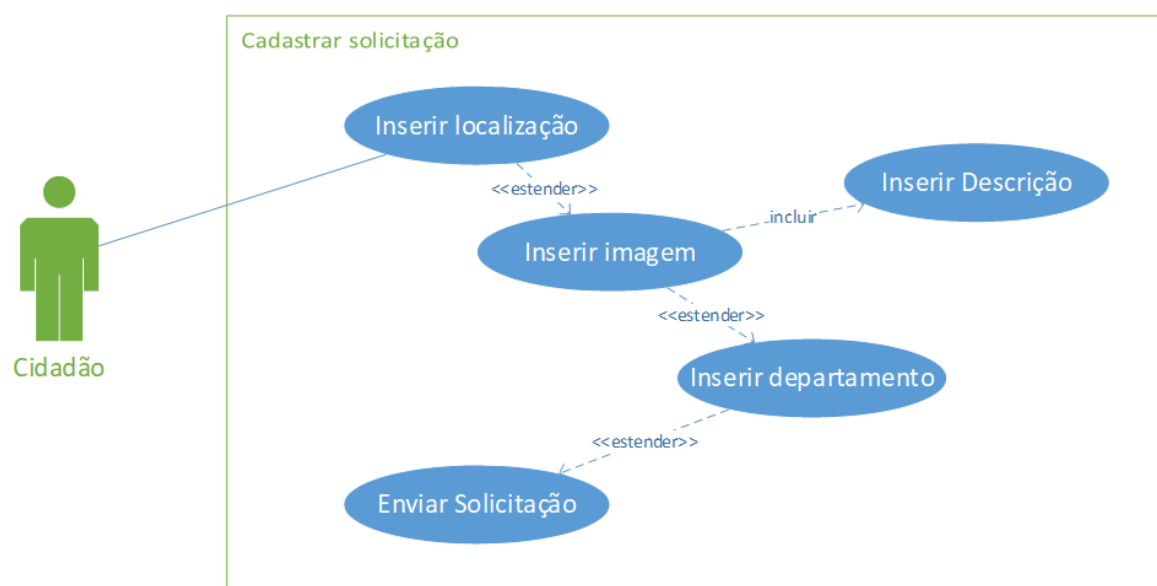 Cadastrar solicitação
Inserir localização
<<estender>>
Inserir Descrição
incluir
Inserir imagem
<<estender>>
Cidadão
Inserir departamento
<<estender>>
Enviar Solicitação